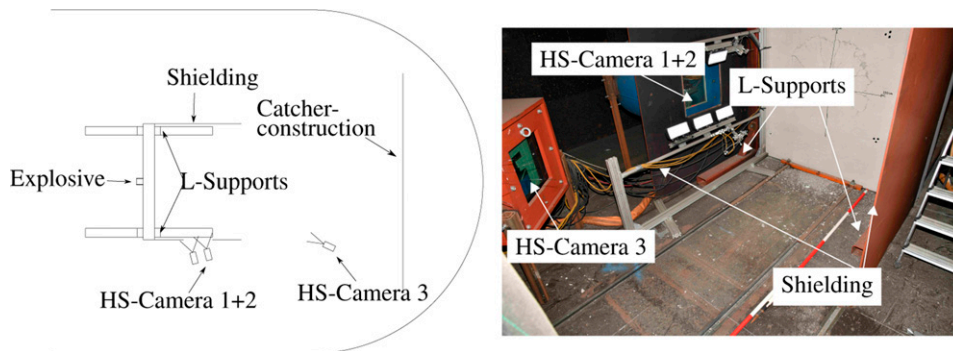 Shielding
Catcher-
construction
Explosive
L-Supports
HS-Camera 1+2
HS-Camera 3
HS-Camera 1+2
L-Supports
HS-Camera 3
Shielding